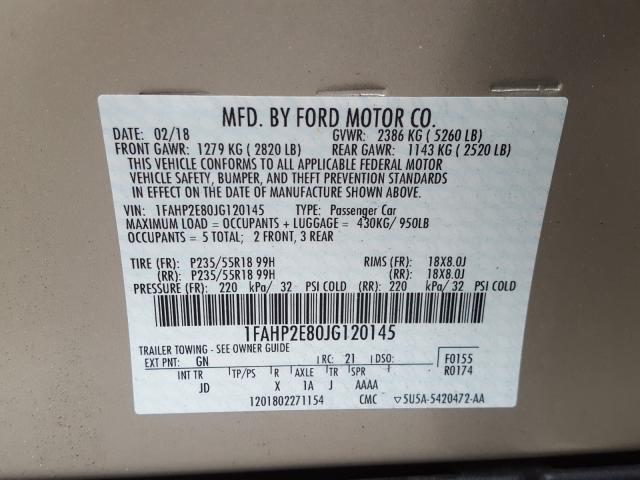 MFD. BY FORD MOTOR CO.
DATE: 02/18 GVWR: 2386 KG ( 5260 LB)
FRONT GAWR: 1279 KG ( 2820 LB) REAR GAWR: 1143 KG ( 2520 LB)
THIS VEHICLE CONFORMS TO ALL APPLICABLE FEDERAL MOTOR
VEHICLE SAFETY, BUMPER, AND THEFT PREVENTION STANDARDS
IN EFFECT ON THE DATE OF MANUFACTURE SHOWN ABOVE.
VIN: 1FAHP2E80JG120145 TYPE: Passenger Car
MAXIMUM LOAD = OCCUPANTS + LUGGAGE = 430KG/ 950LB
OCCUPANTS = 5 TOTAL; 2 FRONT, 3 REAR
TIRE (FR): P235/55R18 99H RIMS (FR): 18X8.0J
(RR): P235/55R18 99H (RR): 18X8.0J
PRESSURE (FR): 220 kPa/ 32 PSI COLD (RR): 220 kPa/ 32 PSI COLD
1FAHP2E80JG120145
TRAILER TOWING - SEE OWNER GUIDE F0155
EXT PNT: GN RC: 21 DSO: R0174
INT TR TP/PS R AXLE TR SPR
JD X 1A J AAAA
1201802271154 CMC ▽5U5A-5420472-AA